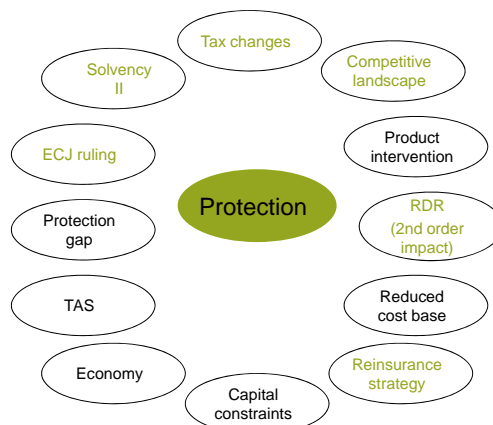 Tax changes
Solvency
II
Competitive
landscape
ECJ ruling
Product
intervention
Protection
Protection
gap
RDR
(2nd order
impact)
TAS
Reduced
cost base
Economy
Reinsurance
strategy
Capital
constraints